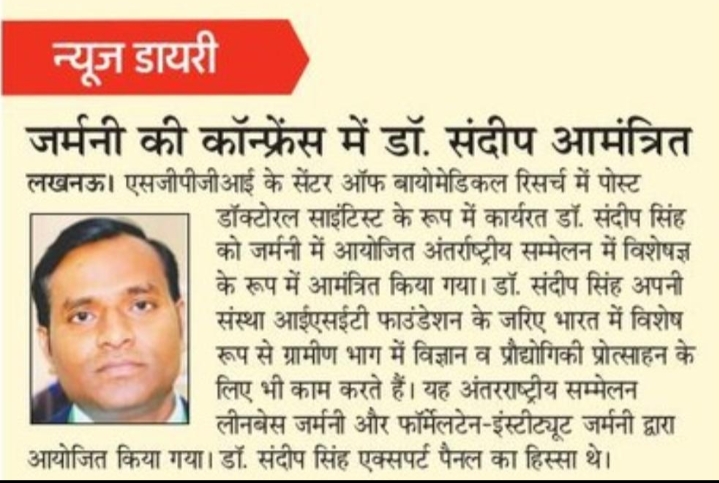 न्यूज डायरी
जर्मनी की कॉन्फ्रेंस में डॉ. संदीप आमंत्रित
लखनऊ। एसजीपीजीआई के सेंटर ऑफ बायोमेडिकल रिसर्च में पोस्ट
डॉक्टोरल साइंटिस्ट के रूप में कार्यरत डॉ. संदीप सिंह
को जर्मनी में आयोजित अंतर्राष्ट्रीय सम्मेलन में विशेषज्ञ
के रूप में आमंत्रित किया गया। डॉ. संदीप सिंह अपनी
संस्था आईएसईटी फाउंडेशन के जरिए भारत में विशेष
रूप से ग्रामीण भाग में विज्ञान व प्रौद्योगिकी प्रोत्साहन के
लिए भी काम करते हैं। यह अंतरराष्ट्रीय सम्मेलन
लीनबेस जर्मनी और फॉर्मेलटेन-इंस्टीट्यूट जर्मनी द्वारा
आयोजित किया गया। डॉ. संदीप सिंह एक्सपर्ट पैनल का हिस्सा थे।